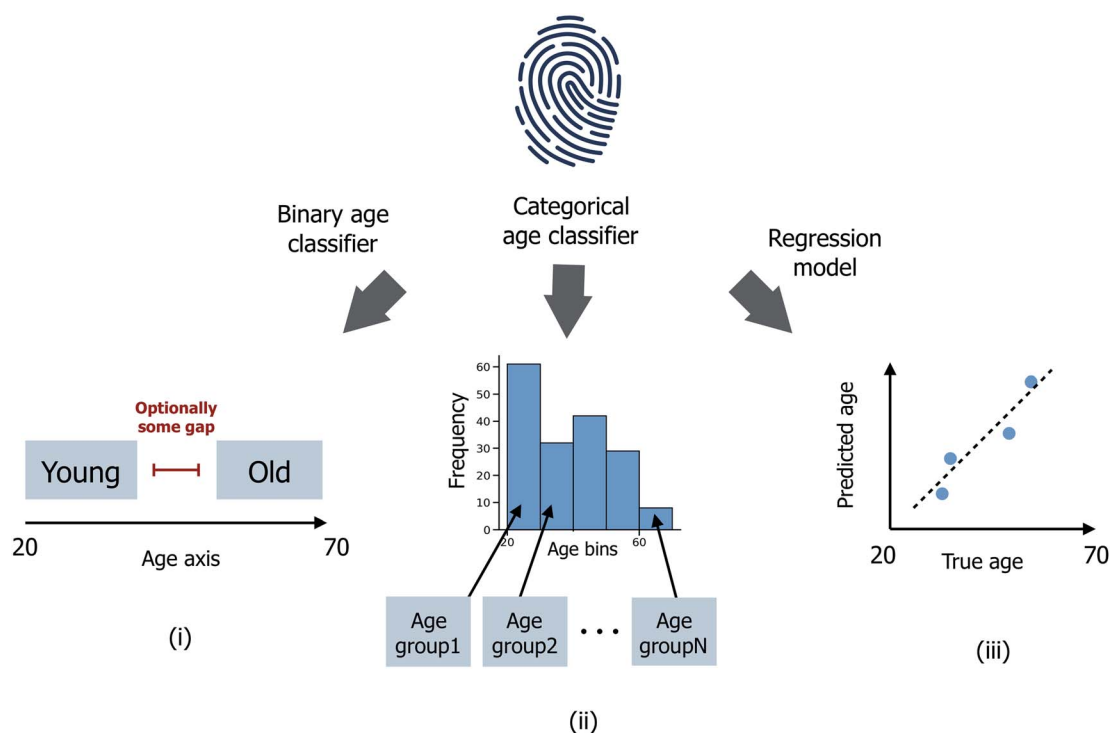 Binary age
classifier
Categorical
age classifier
Regression
model
Optionally
some gap
Young
Old
20
70
Age axis
(i)
60
50
40
30
20
10
0
Frequency
20
60
Age bins
Age
group1
Age
group2
...
Age
groupN
(ii)
Predicted age
20
70
True age
(iii)